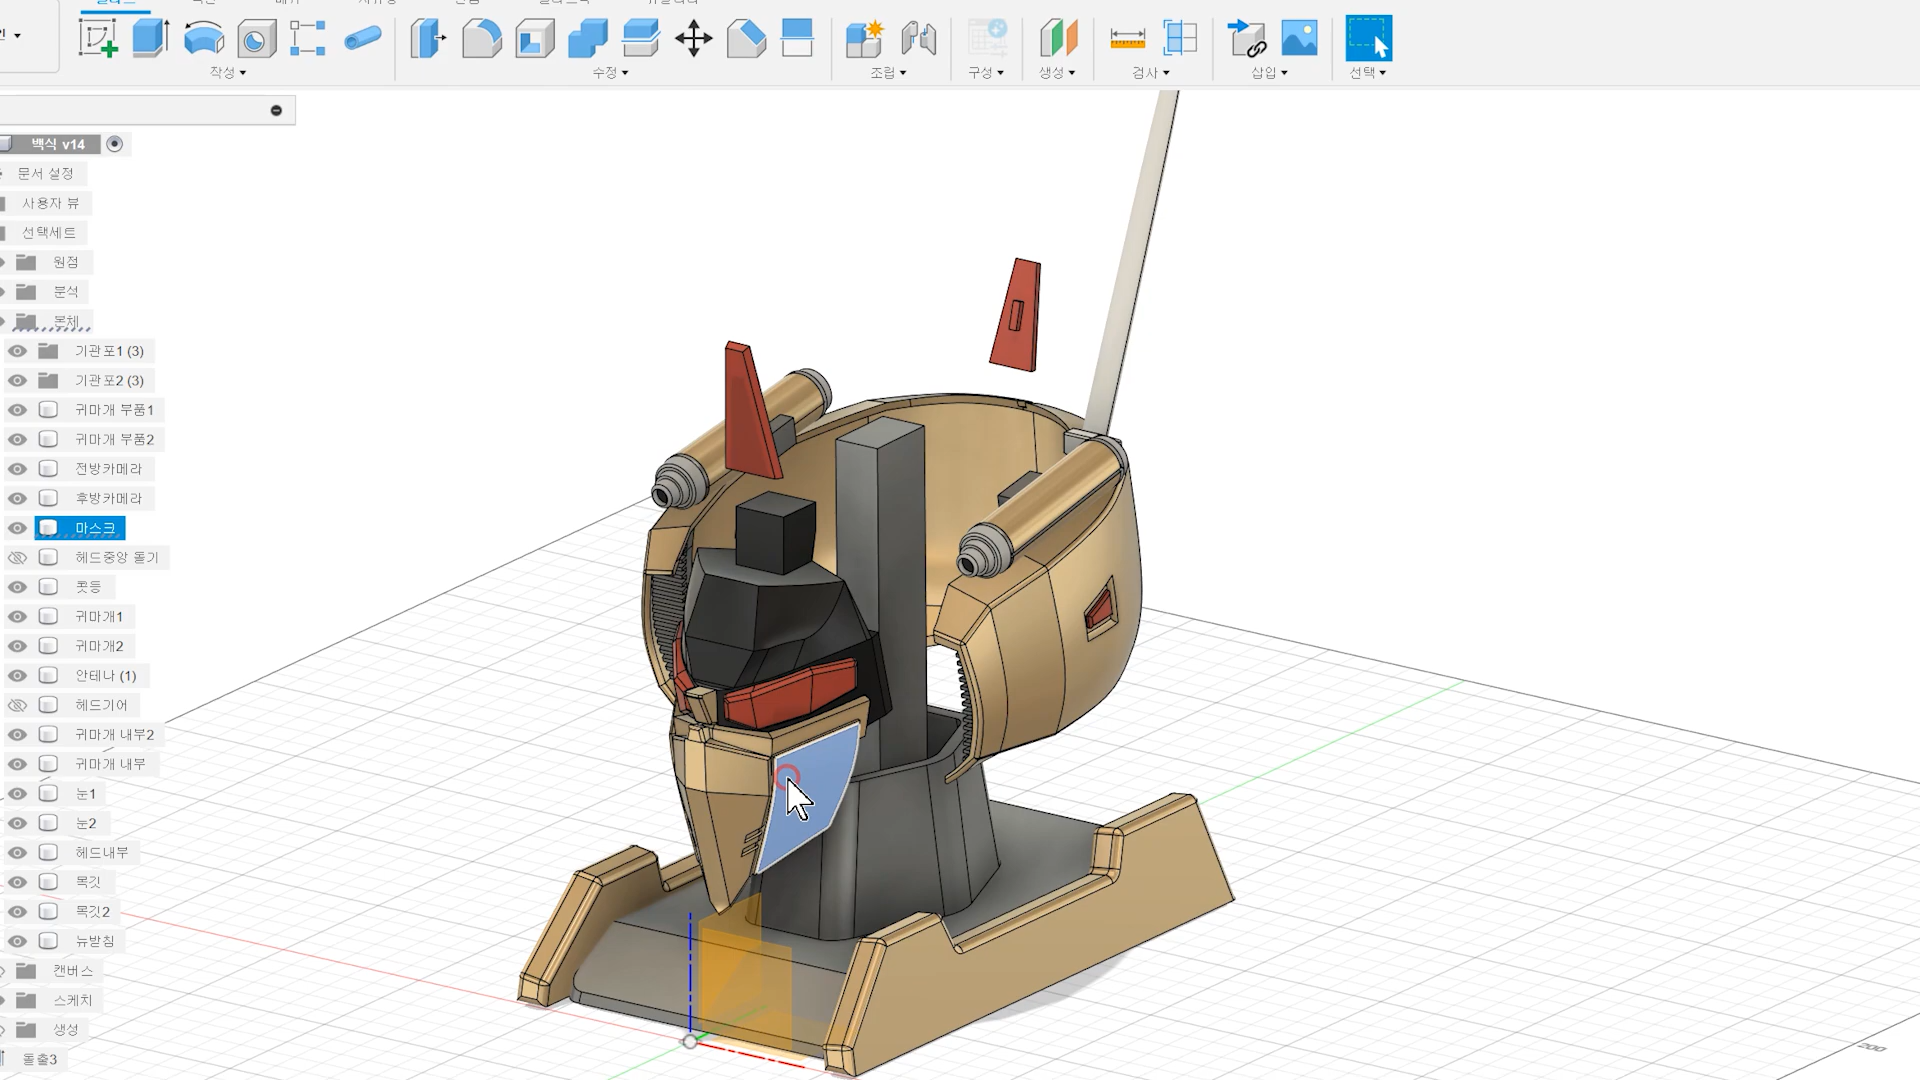 작성 ▾
수정 ▾
조립 ▾
구성 ▾
생성 ▾
검사 ▾
삽입 ▾
선택 ▾
백식 v14
문서 설정
사용자 뷰
선택세트
원점
분석
본체
기관포1 (3)
기관포2 (3)
귀마개 부품1
귀마개 부품2
전방카메라
후방카메라
마스크
헤드중앙 돌기
콧등
귀마개1
귀마개2
안테나 (1)
헤드기어
귀마개 내부2
귀마개 내부
눈1
눈2
헤드내부
목깃
목깃2
뉴받침
캔버스
스케치
생성
돌출3
200